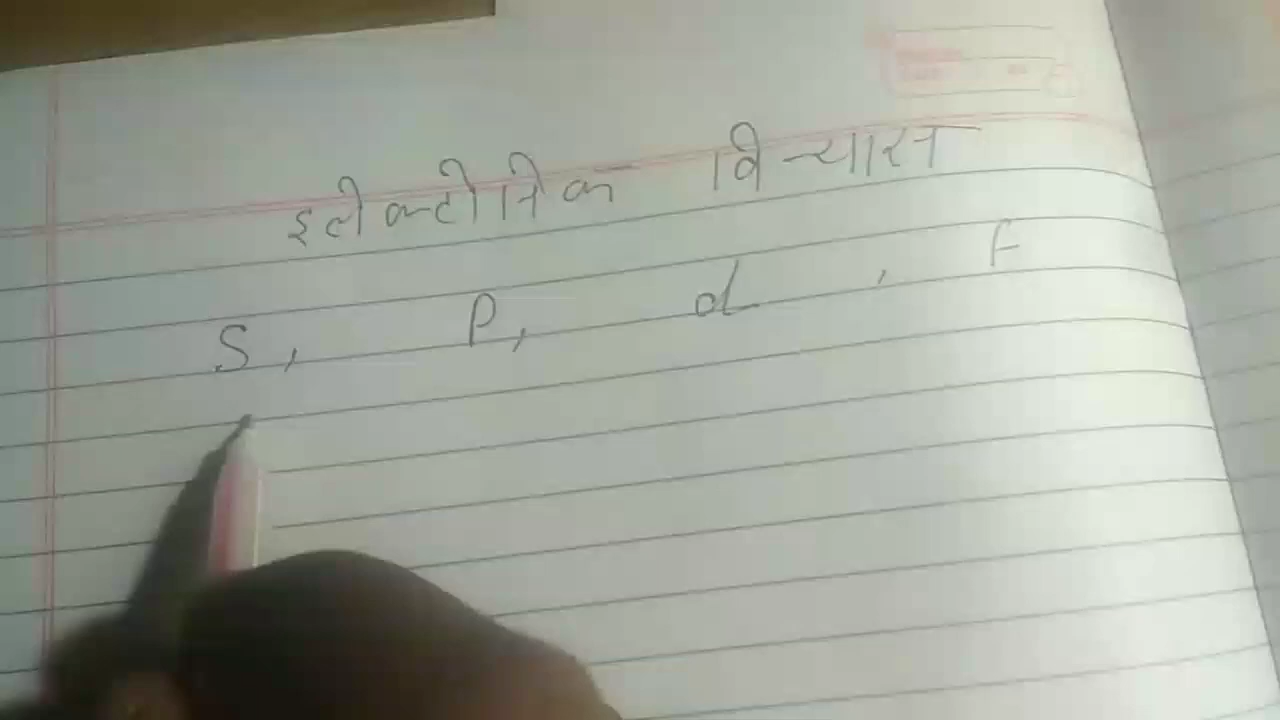 इलेक्टोनिक विन्यास
S, P, d, f